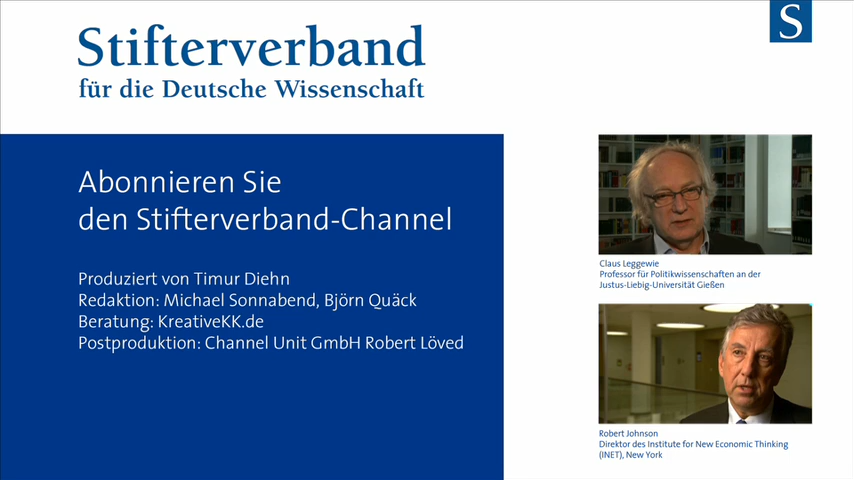 S
Stifterverband
für die Deutsche Wissenschaft
Abonnieren Sie
den Stifterverband-Channel
Produziert von Timur Diehn
Redaktion: Michael Sonnabend, Björn Quäck
Beratung: KreativeKK.de
Postproduktion: Channel Unit GmbH Robert Löved
Claus Leggewie
Professor für Politikwissenschaften an der
Justus-Liebig-Universität Gießen
Robert Johnson
Direktor des Institute for New Economic Thinking
(INET), New York